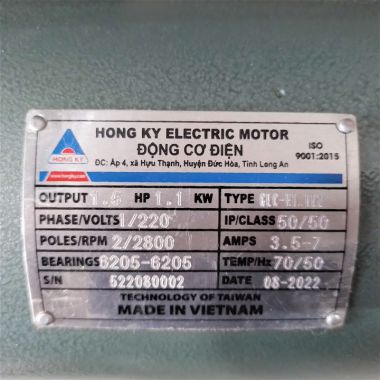 HONG KY ELECTRIC MOTOR
ĐỘNG CƠ ĐIỆN
ĐC: Ấp 4, xã Hựu Thạnh, Huyện Đức Hòa, Tỉnh Long An
ISO
9001:2015
HONG KY
www.hongky.com
OUTPUT 1.5 HP 1.1 KW TYPE
PHASE/VOLTS 1/220 IP/CLASS 50/50
POLES/RPM 2/2800 AMPS 3.5-7
BEARINGS 6205-6205 TEMP/Hz 70/50
S/N 522080002 DATE 08-2022
TECHNOLOGY OF TAIWAN
MADE IN VIETNAM